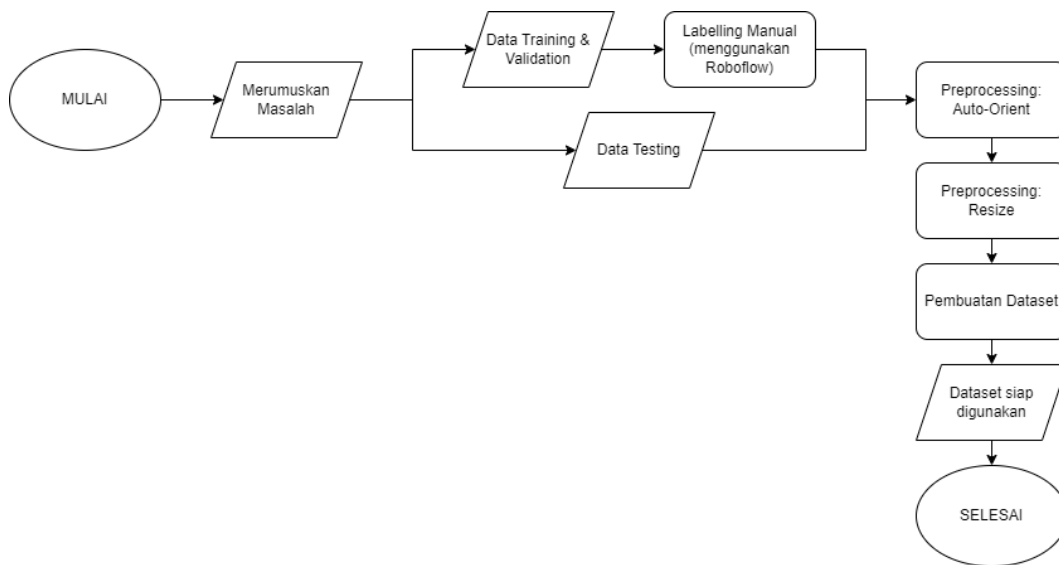 MULAI
Merumuskan
Masalah
Data Training &
Validation
Labelling Manual
(menggunakan
Roboflow)
Data Testing
Preprocessing:
Auto-Orient
Preprocessing:
Resize
Pembuatan Dataset
Dataset siap
digunakan
SELESAI